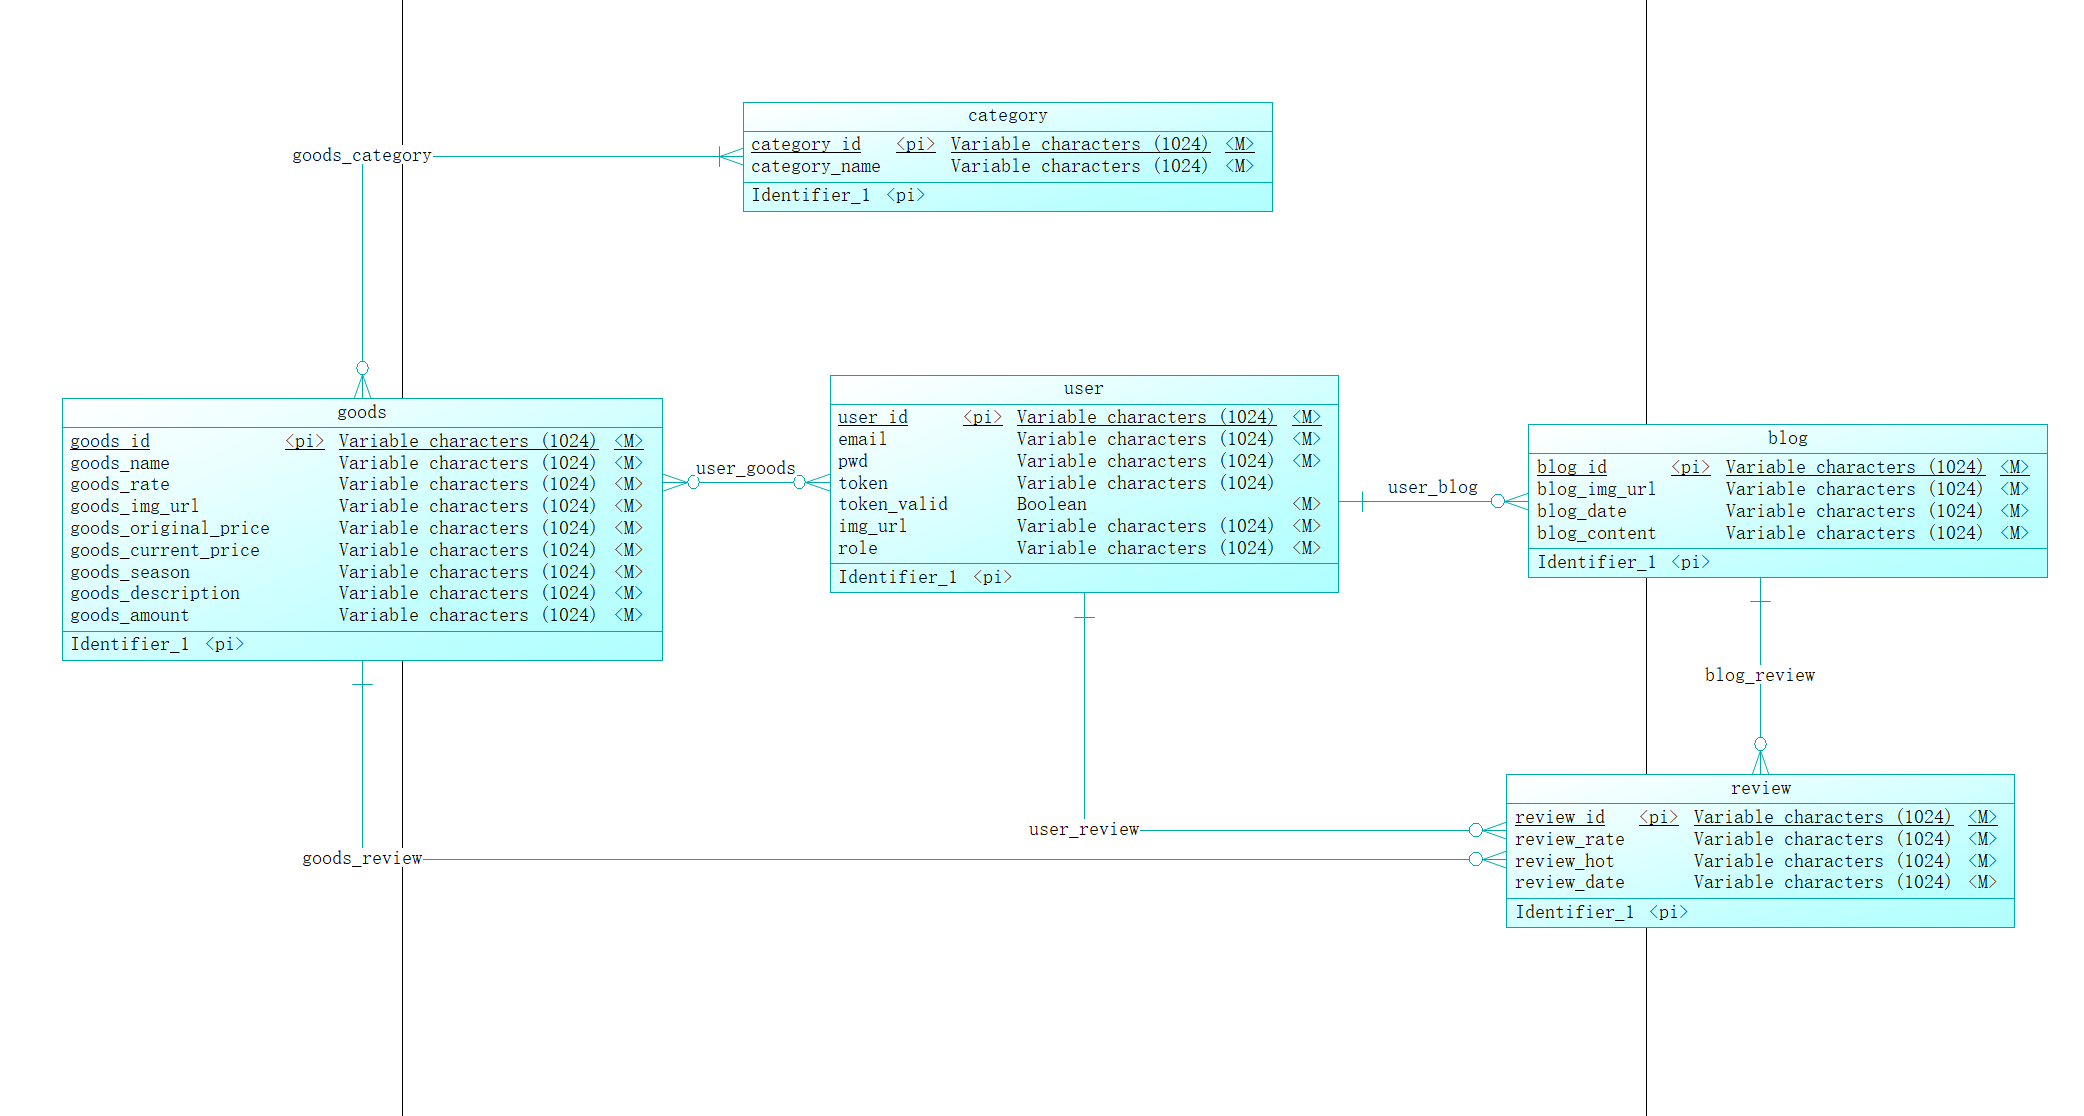 category
category_id <pi> Variable characters (1024) <M>
category_name Variable characters (1024) <M>
Identifier_1 <pi>
goods_category
goods
goods_id <pi> Variable characters (1024) <M>
goods_name Variable characters (1024) <M>
goods_rate Variable characters (1024) <M>
goods_img_url Variable characters (1024) <M>
goods_original_price Variable characters (1024) <M>
goods_current_price Variable characters (1024) <M>
goods_season Variable characters (1024) <M>
goods_description Variable characters (1024) <M>
goods_amount Variable characters (1024) <M>
Identifier_1 <pi>
user_goods
user
user_id <pi> Variable characters (1024) <M>
email Variable characters (1024) <M>
pwd Variable characters (1024) <M>
token Variable characters (1024)
token_valid Boolean <M>
img_url Variable characters (1024) <M>
role Variable characters (1024) <M>
Identifier_1 <pi>
user_blog
blog
blog_id <pi> Variable characters (1024) <M>
blog_img_url Variable characters (1024) <M>
blog_date Variable characters (1024) <M>
blog_content Variable characters (1024) <M>
Identifier_1 <pi>
blog_review
user_review
goods_review
review
review_id <pi> Variable characters (1024) <M>
review_rate Variable characters (1024) <M>
review_hot Variable characters (1024) <M>
review_date Variable characters (1024) <M>
Identifier_1 <pi>